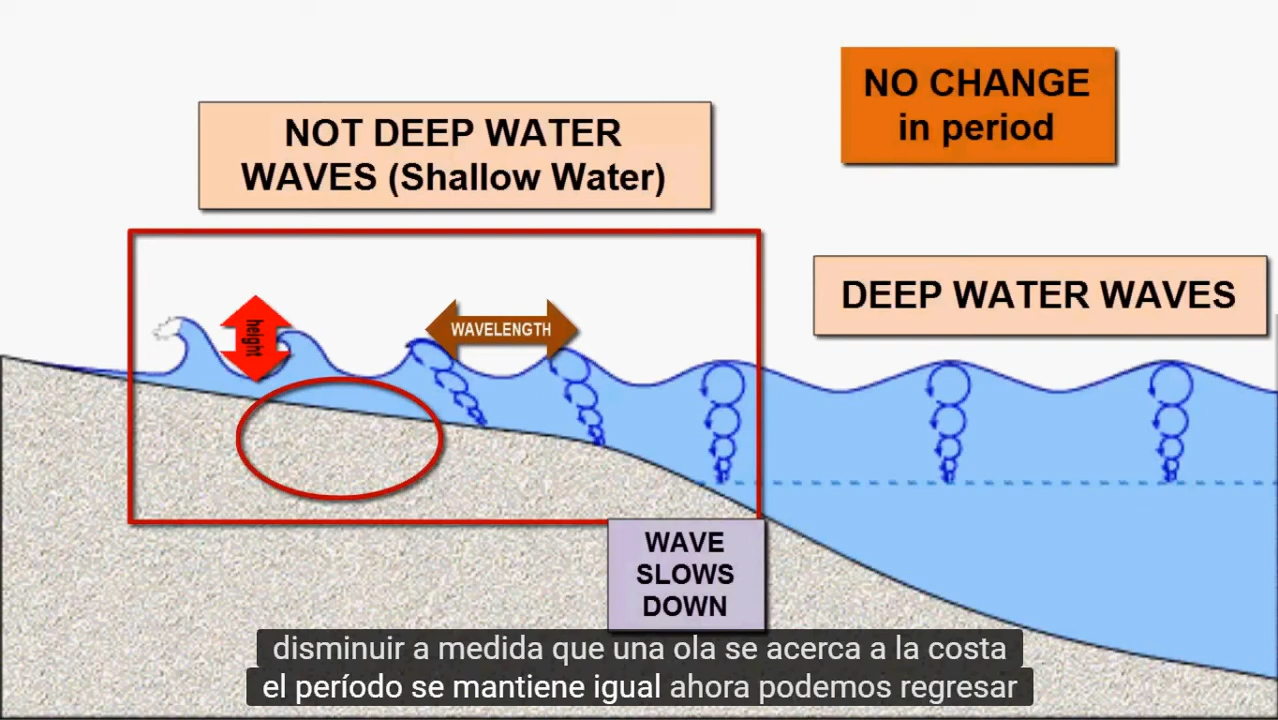 NO CHANGE
in period
NOT DEEP WATER
WAVES (Shallow Water)
DEEP WATER WAVES
height
WAVELENGTH
WAVE
SLOWS
DOWN
disminuir a medida que una ola se acerca a la costa
el período se mantiene igual ahora podemos regresar